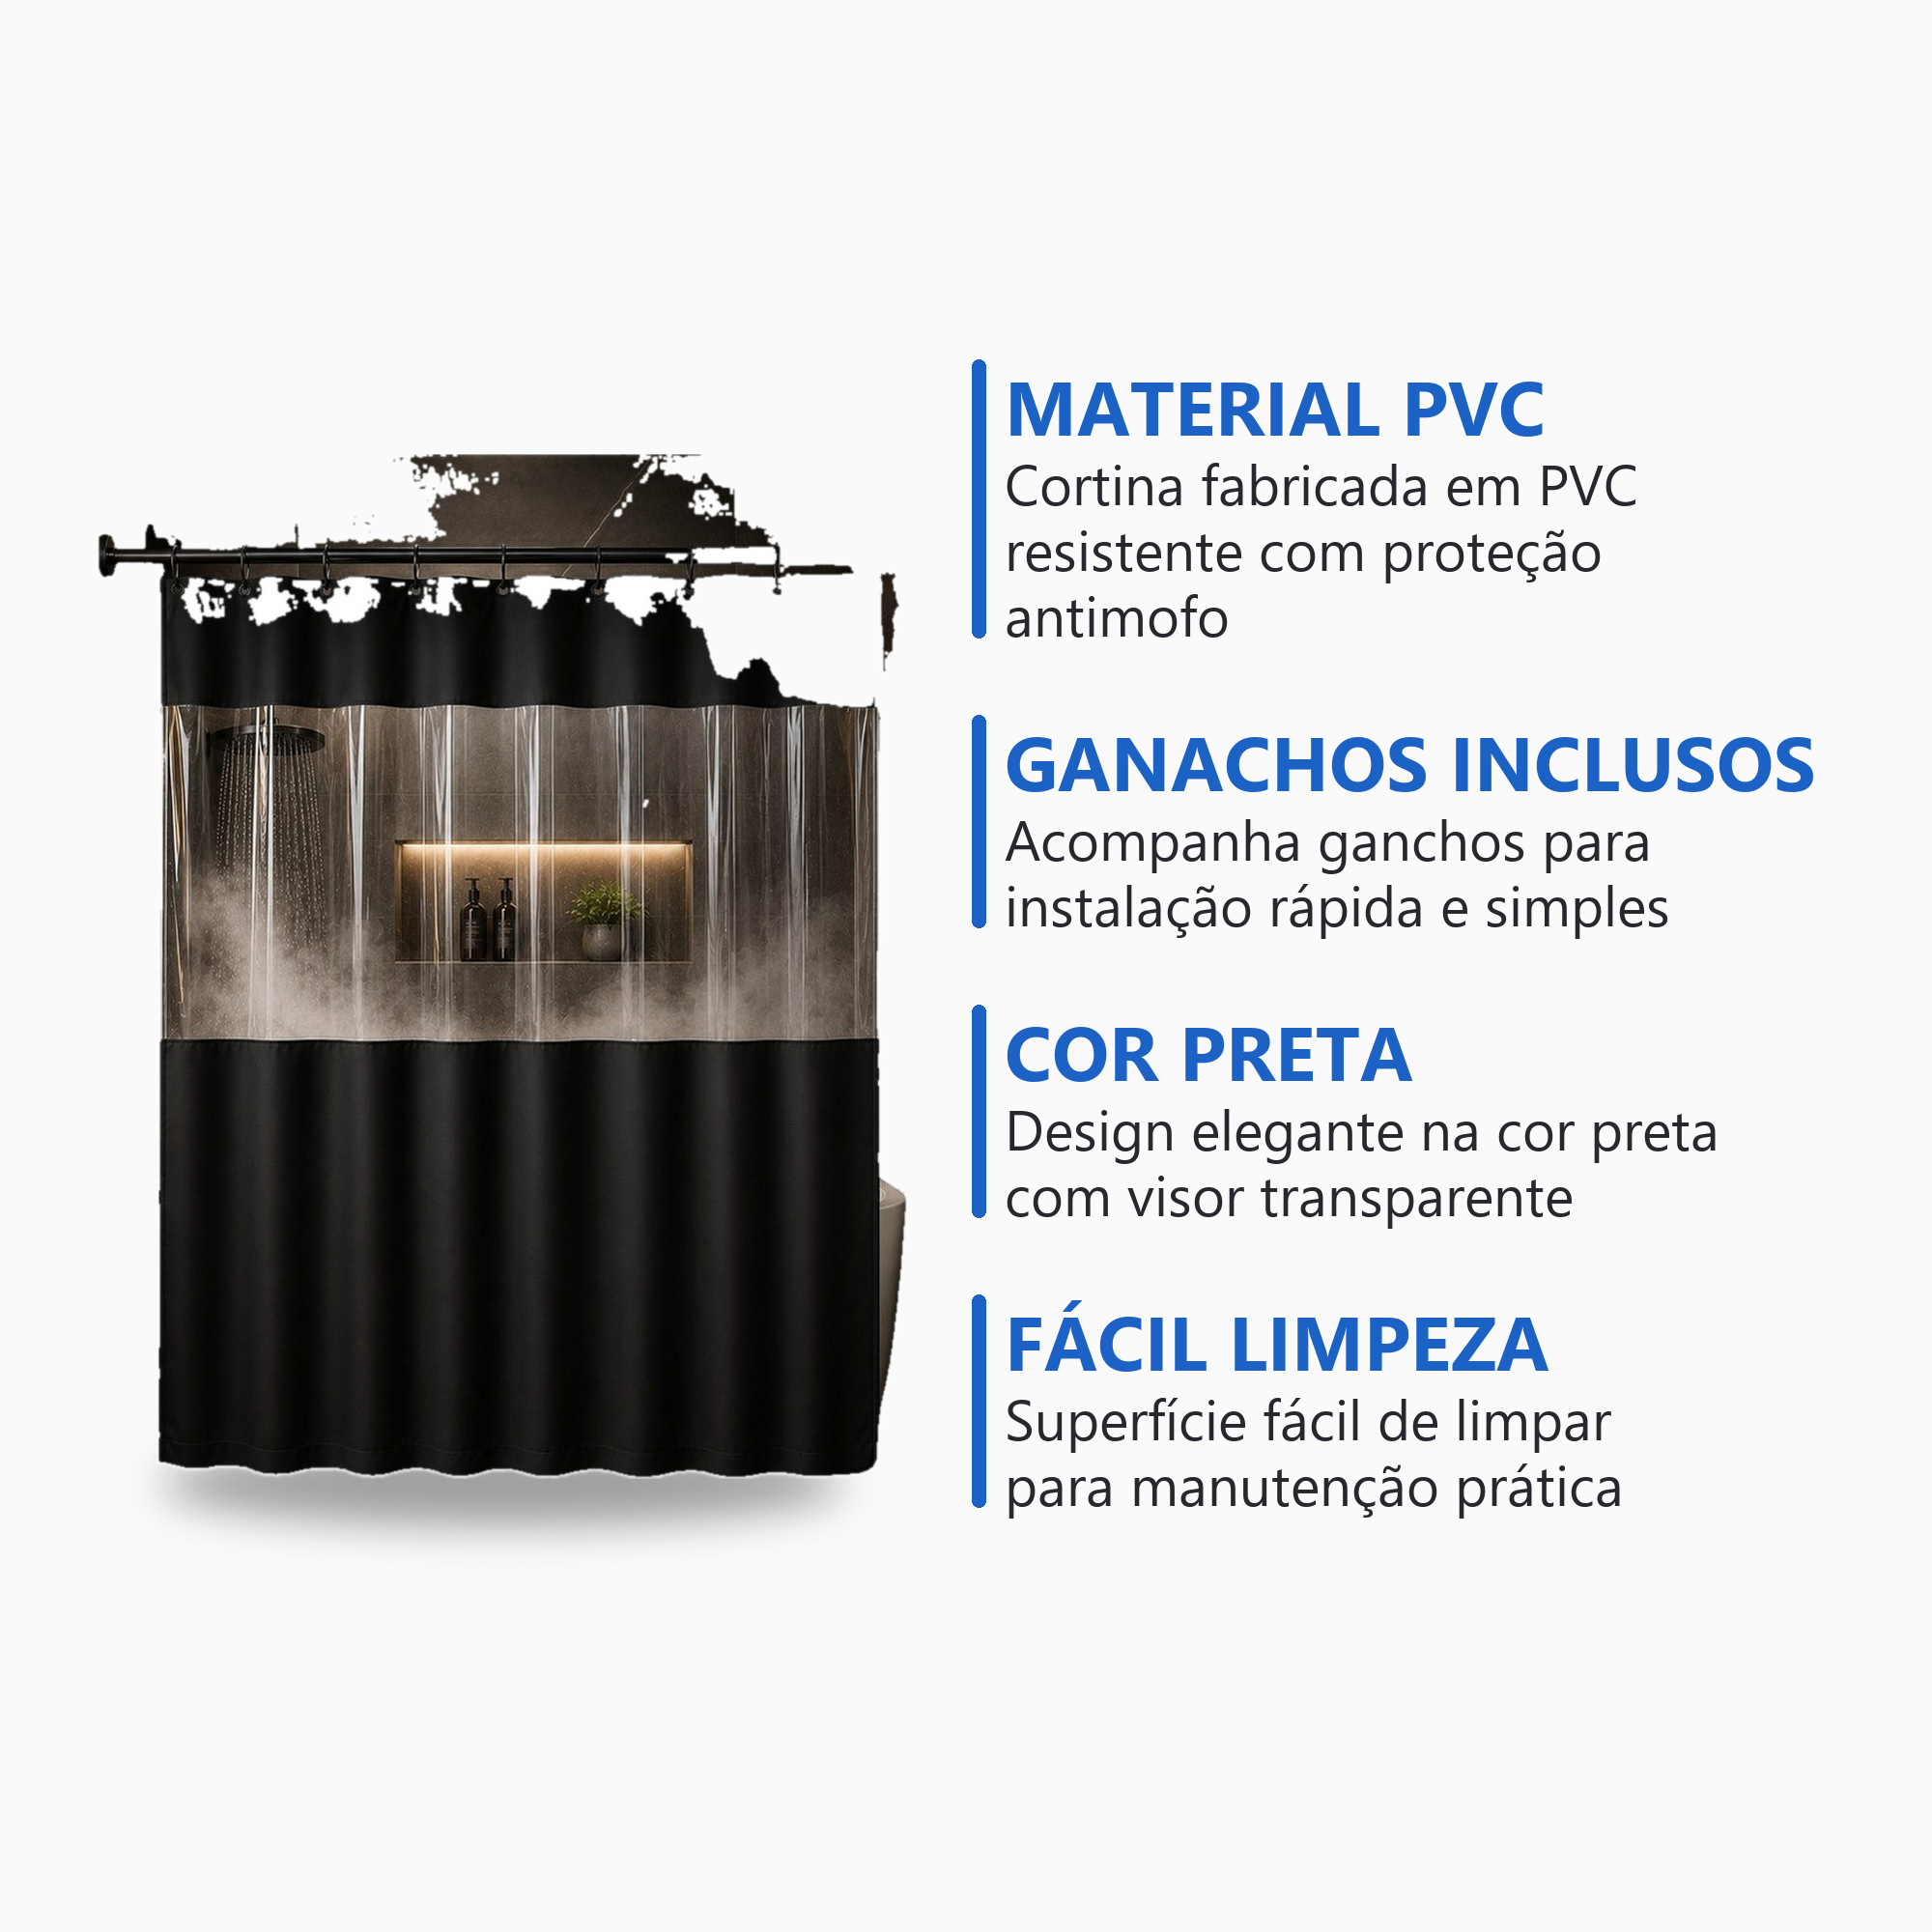 MATERIAL PVC
Cortina fabricada em PVC
resistente com proteção
antimofo
GANACHOS INCLUSOS
Acompanha ganchos para
instalação rápida e simples
COR PRETA
Design elegante na cor preta
com visor transparente
FÁCIL LIMPEZA
Superfície fácil de limpar
para manutenção prática